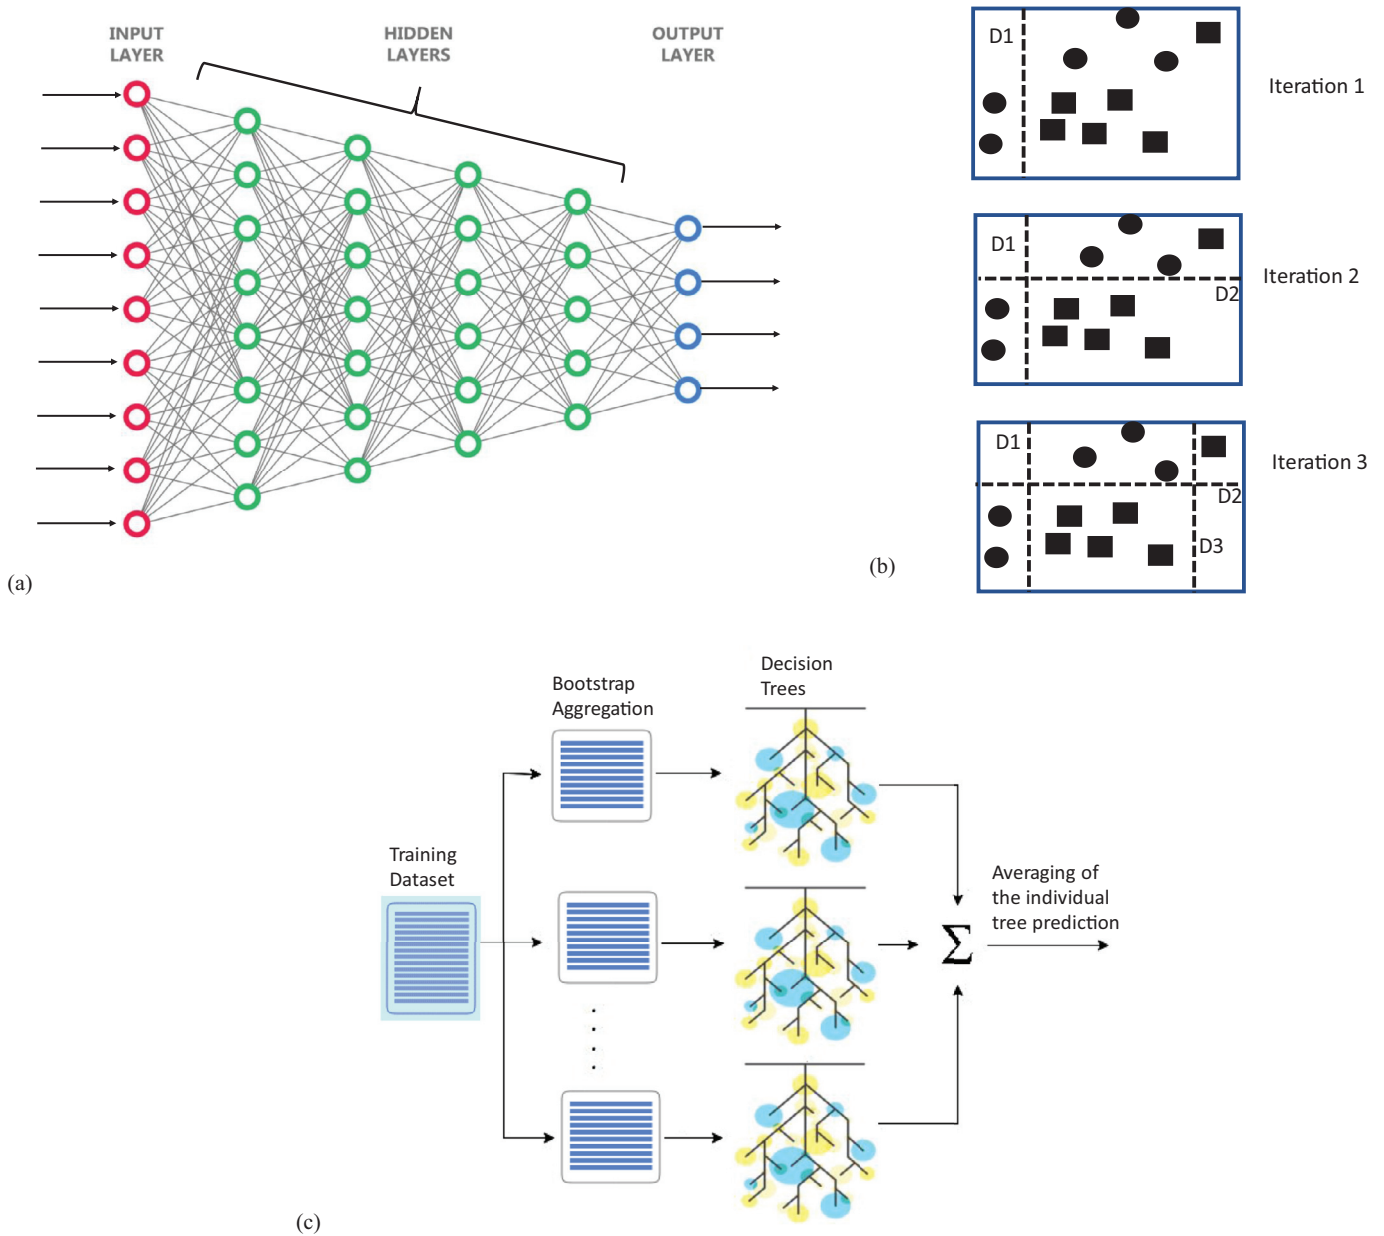 INPUT
LAYER
HIDDEN
LAYERS
OUTPUT
LAYER
(a)
D1
Iteration 1
D1
D2
Iteration 2
D1
D2
D3
Iteration 3
(b)
Training
Dataset
Bootstrap
Aggregation
Decision
Trees
Σ
Averaging of
the individual
tree prediction
(c)